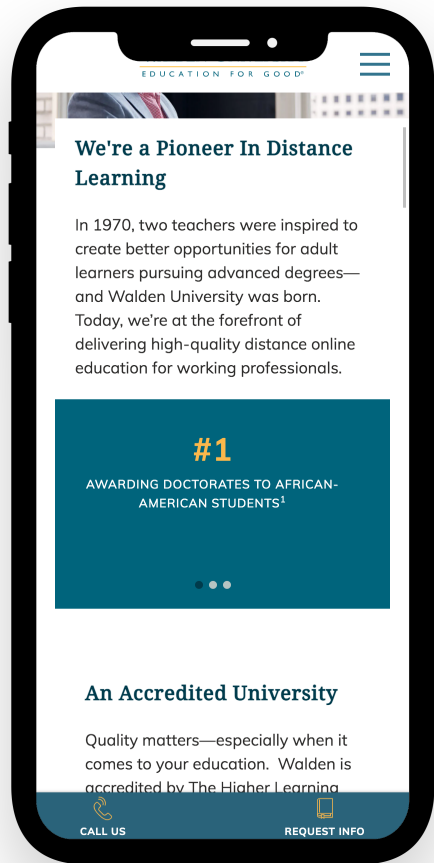 EDUCATION FOR GOOD®
We're a Pioneer In Distance
Learning
In 1970, two teachers were inspired to
create better opportunities for adult
learners pursuing advanced degrees—
and Walden University was born.
Today, we’re at the forefront of
delivering high-quality distance online
education for working professionals.
#1
AWARDING DOCTORATES TO AFRICAN-
AMERICAN STUDENTS¹
An Accredited University
Quality matters—especially when it
comes to your education.  Walden is
accredited by The Higher Learning
CALL US
REQUEST INFO